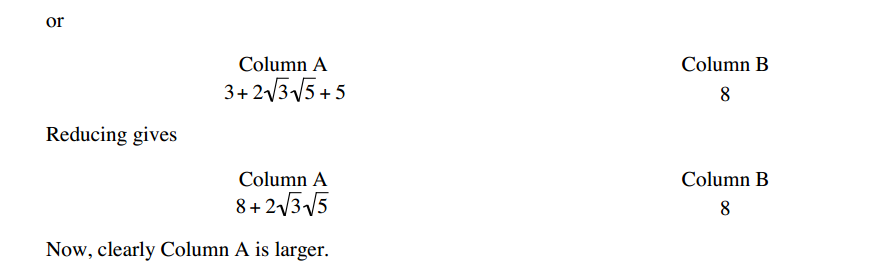 or
Column A Column B
3 + 2√3√5 + 5 8
Reducing gives
Column A Column B
8 + 2√3√5 8
Now, clearly Column A is larger.